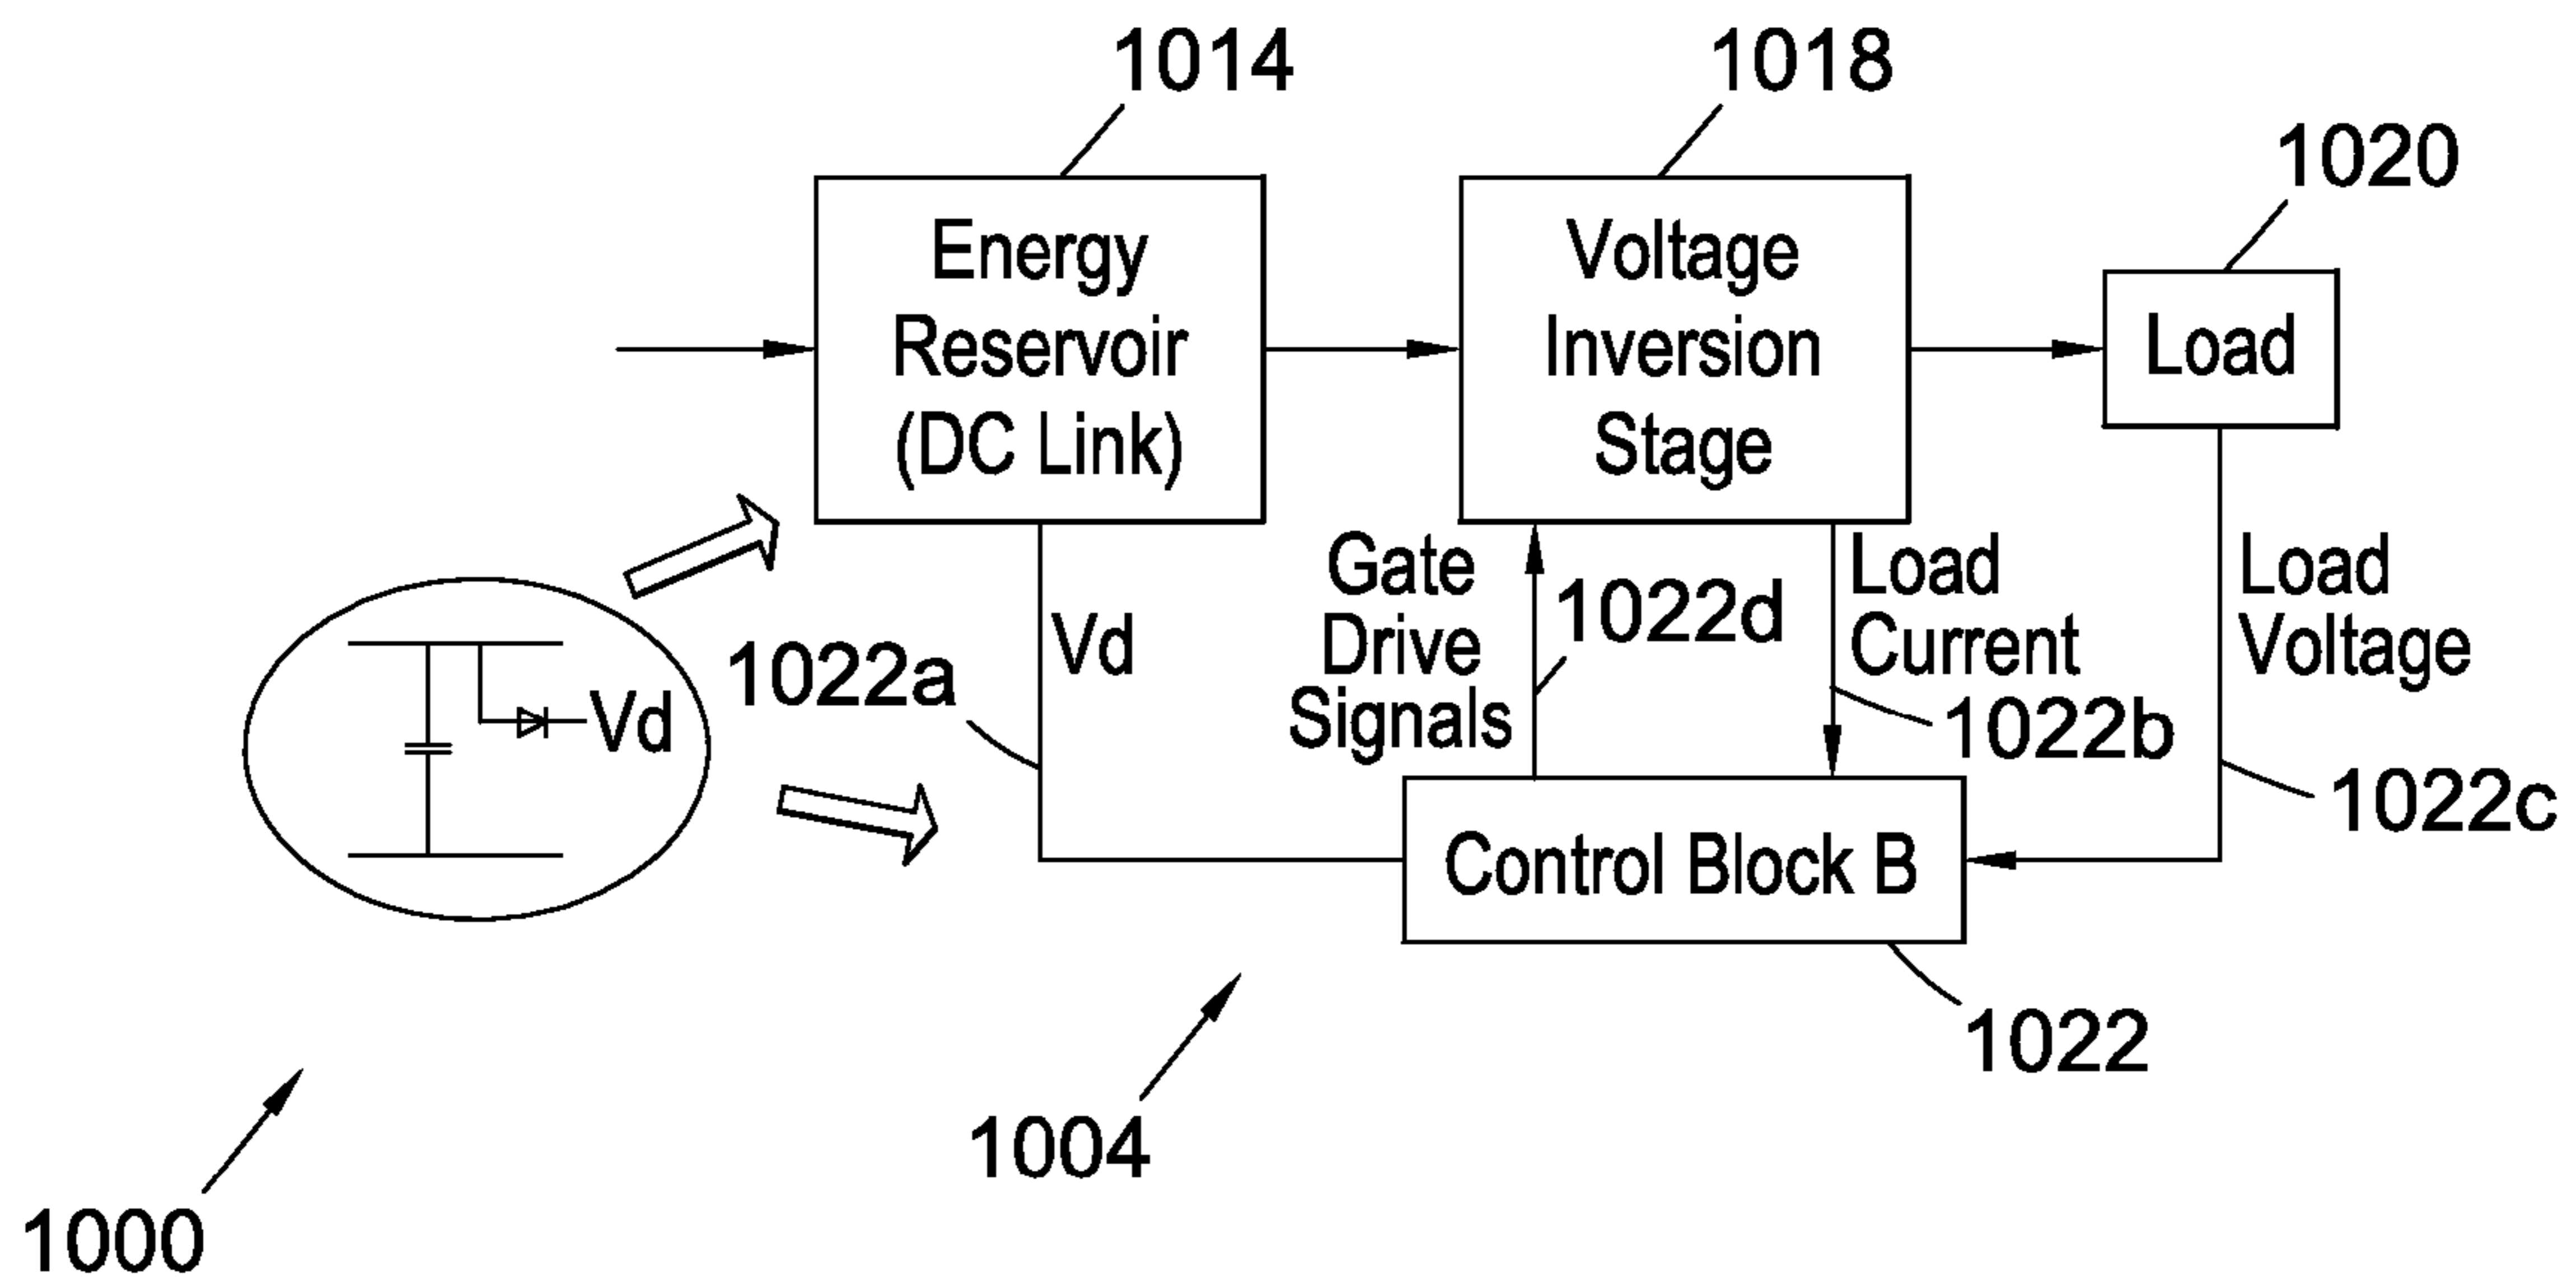 1014
1018
1020
Energy
Reservoir
(DC Link)
Voltage
Inversion
Stage
Load
Gate
Drive
Signals
1022d
Load
Current
1022b
Load
Voltage
1022c
Vd
1022a
Vd
Control Block B
1022
1004
1000